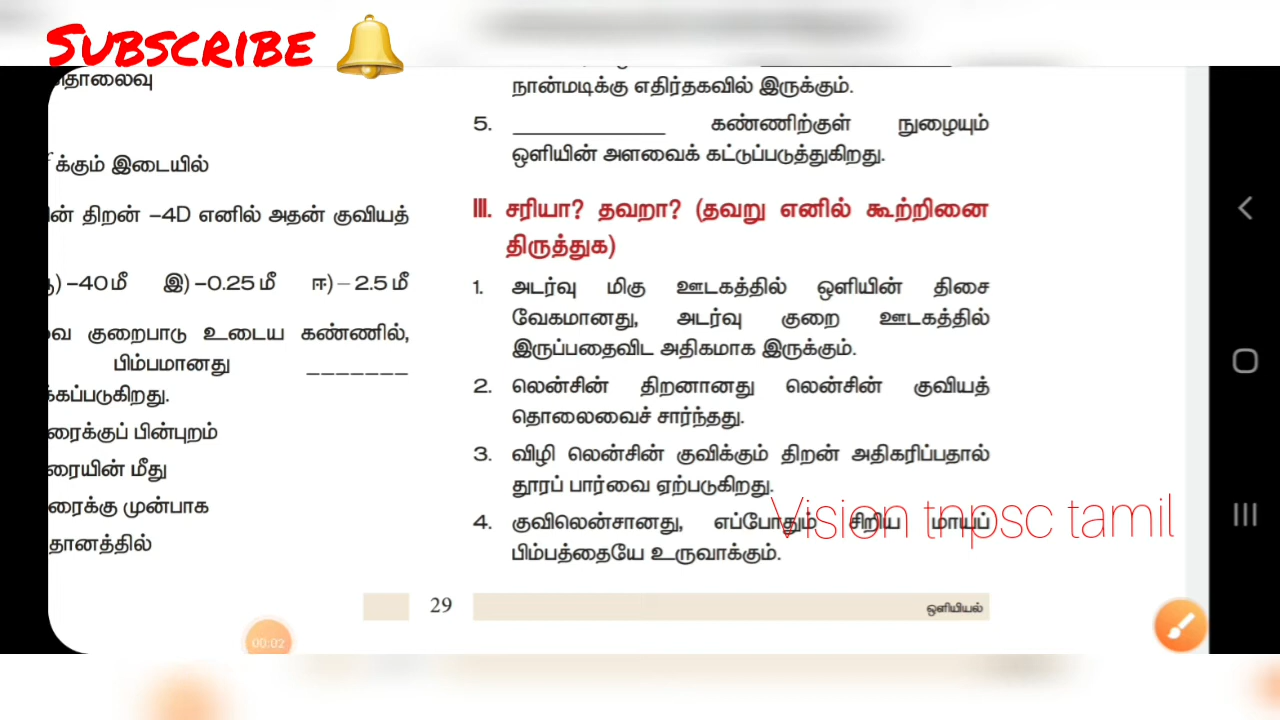 SUBSCRIBE
தொலைவு
க்கும் இடையில்
ின் திறன் –4D எனில் அதன் குவியத்
–40 மீ இ) –0.25 மீ ஈ) – 2.5 மீ
குறைபாடு உடைய கண்ணில்,
பிம்பமானது _______
க்கப்படுகிறது.
ரைக்குப் பின்புறம்
ரையின் மீது
ரைக்கு முன்பாக
தானத்தில்
நான்மடிக்கு எதிர்தகவில் இருக்கும்.
5. ____________ கண்ணிற்குள் நுழையும்
ஒளியின் அளவைக் கட்டுப்படுத்துகிறது.
III. சரியா? தவறா? (தவறு எனில் கூற்றினை
திருத்துக)
1. அடர்வு மிகு ஊடகத்தில் ஒளியின் திசை
வேகமானது, அடர்வு குறை ஊடகத்தில்
இருப்பதைவிட அதிகமாக இருக்கும்.
2. லென்சின் திறனானது லென்சின் குவியத்
தொலைவைச் சார்ந்தது.
3. விழி லென்சின் குவிக்கும் திறன் அதிகரிப்பதால்
தூரப் பார்வை ஏற்படுகிறது.
4. குவிலென்சானது, எப்போதும் சிறிய மாயப்
பிம்பத்தையே உருவாக்கும்.
Vision tnpsc tamil
29
ஒளியியல்
00:02